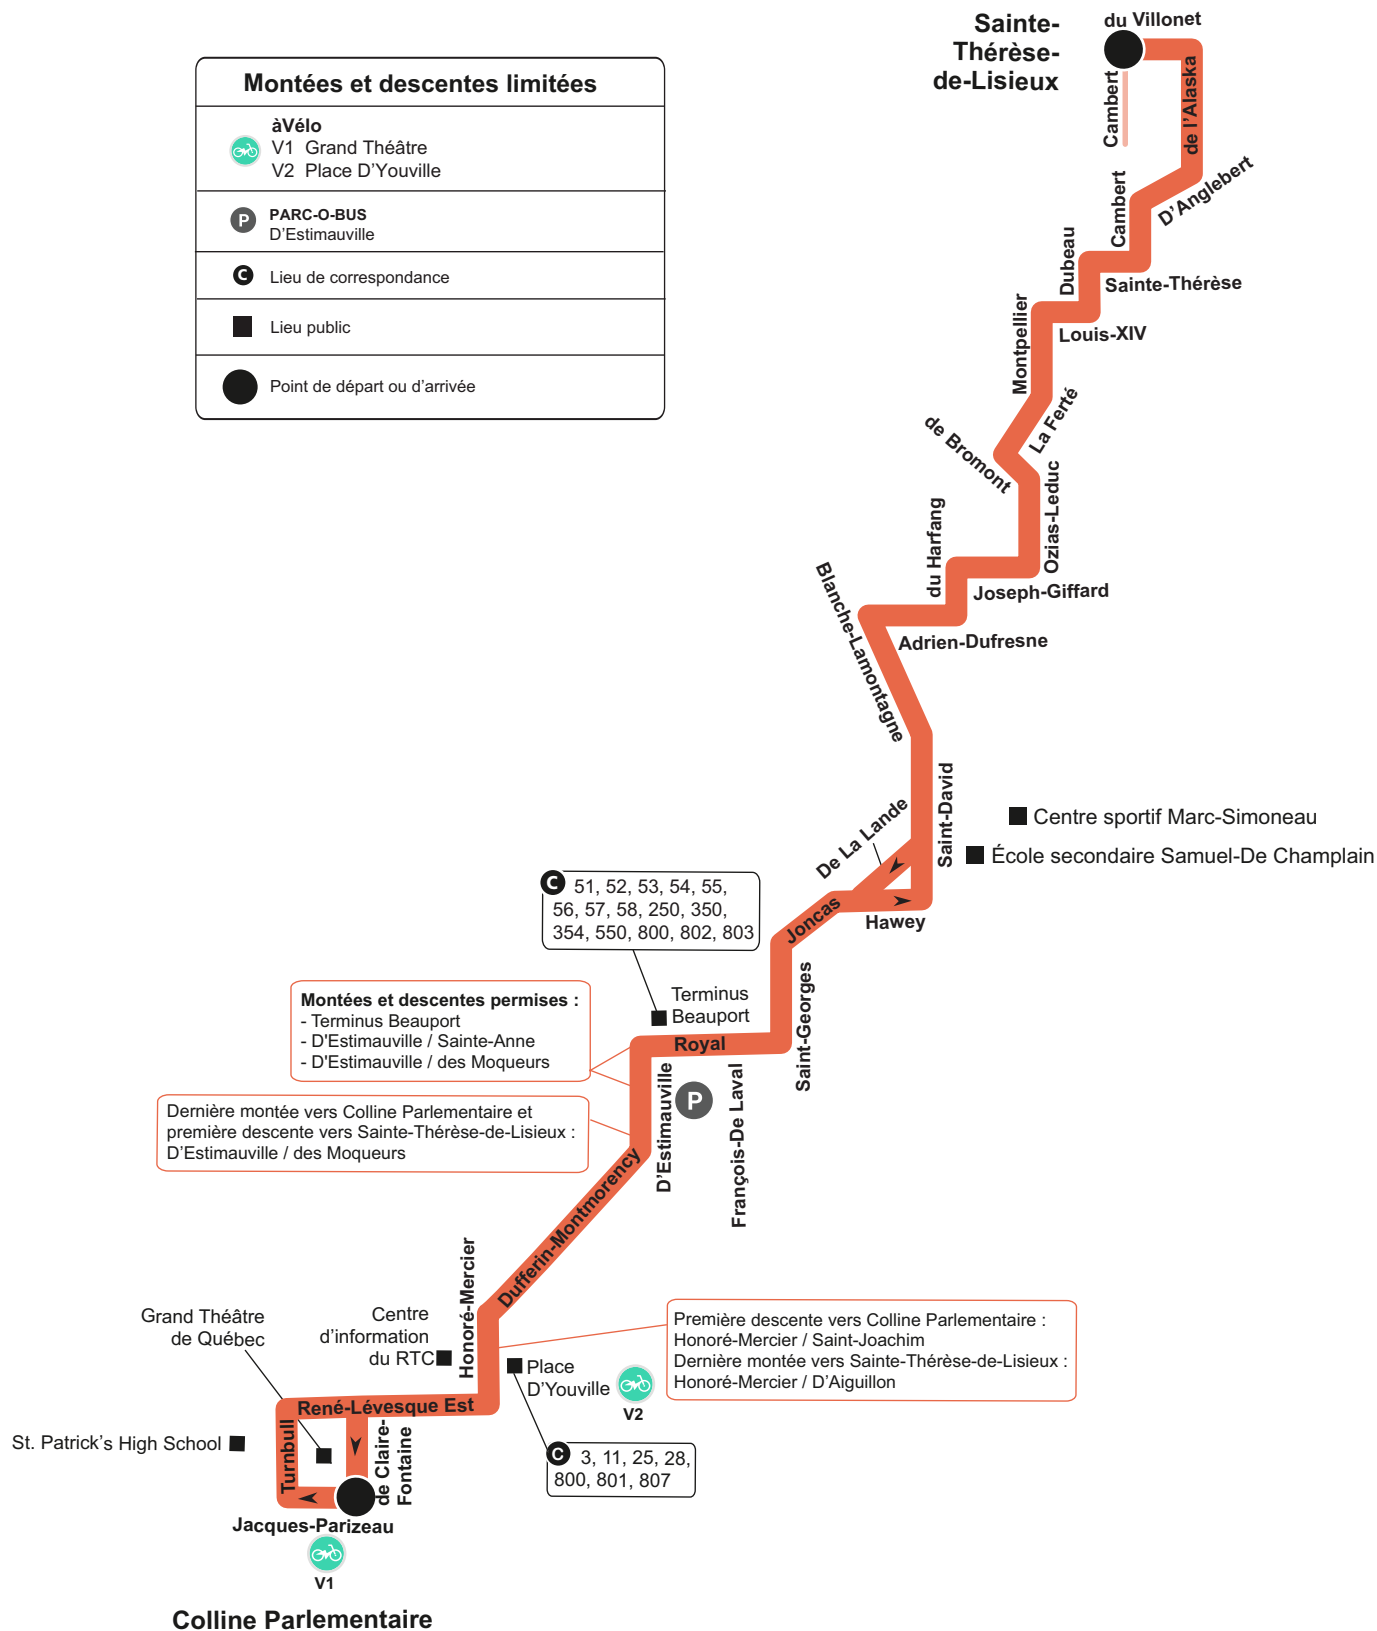 Sainte-
Thérèse-
de-Lisieux
du Villonet
Cambert
de l'Alaska
D'Anglebert
Cambert
Sainte-Thérèse
Dubeau
Louis-XIV
Montpellier
La Ferté
de Bromont
Ozias-Leduc
Joseph-Giffard
du Harfang
Adrien-Dufresne
Blanche-Lamontagne
Saint-David
De La Lande
Hawey
Joncas
Saint-Georges
Centre sportif Marc-Simoneau
École secondaire Samuel-De Champlain
Montées et descentes limitées
àVélo
V1 Grand Théâtre
V2 Place D'Youville
P
PARC-O-BUS
D'Estimauville
C
Lieu de correspondance
Lieu public
Point de départ ou d'arrivée
C 51, 52, 53, 54, 55,
56, 57, 58, 250, 350,
354, 550, 800, 802, 803
Terminus
Beauport
Royal
Montées et descentes permises :
- Terminus Beauport
- D'Estimauville / Sainte-Anne
- D'Estimauville / des Moqueurs
Dernière montée vers Colline Parlementaire et
première descente vers Sainte-Thérèse-de-Lisieux :
D'Estimauville / des Moqueurs
D'Estimauville
P
François-De Laval
Dufferin-Montmorency
Honoré-Mercier
Première descente vers Colline Parlementaire :
Honoré-Mercier / Saint-Joachim
Dernière montée vers Sainte-Thérèse-de-Lisieux :
Honoré-Mercier / D'Aiguillon
Centre
d'information
du RTC
Grand Théâtre
de Québec
Place
D'Youville
V2
C 3, 11, 25, 28,
800, 801, 807
René-Lévesque Est
St. Patrick's High School
Turnbull
de Claire-
Fontaine
Jacques-Parizeau
V1
Colline Parlementaire